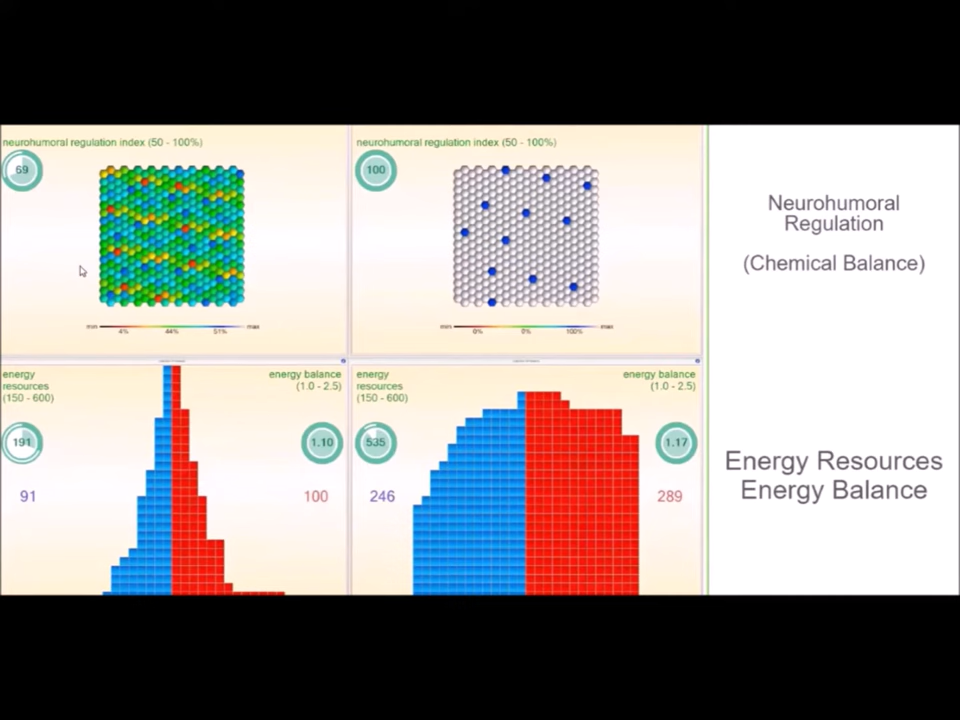 neurohumoral regulation index (50 - 100%)
69
min 4% 44% 51% max
neurohumoral regulation index (50 - 100%)
100
min 0% 0% 100% max
Neurohumoral
Regulation
(Chemical Balance)
energy
resources
(150 - 600)
energy balance
(1.0 - 2.5)
191
1.10
91
100
energy
resources
(150 - 600)
energy balance
(1.0 - 2.5)
535
1.17
246
289
Energy Resources
Energy Balance